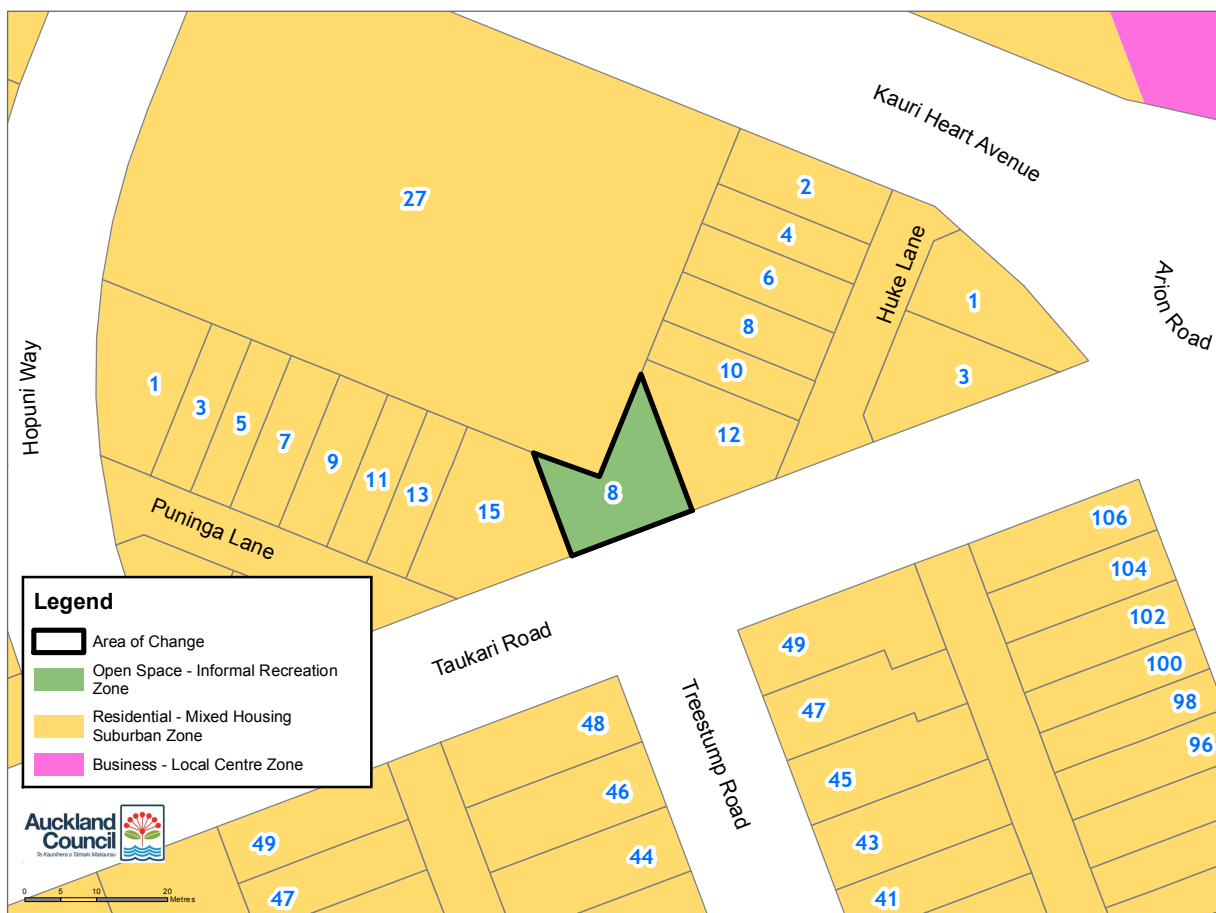 Kauri Heart Avenue
27
2
4
6
8
10
12
Huke Lane
1
3
Arion Road
Hopuni Way
1
3
5
7
9
11
13
15
8
Puninga Lane
Taukari Road
Treestump Road
106
104
102
100
98
96
49
47
45
43
41
48
46
44
49
47
Legend
Area of Change
Open Space - Informal Recreation
Zone
Residential - Mixed Housing
Suburban Zone
Business - Local Centre Zone
Auckland
Council
Te Kaunihera o Tāmaki Makaurau
0 5 10 20
Metres